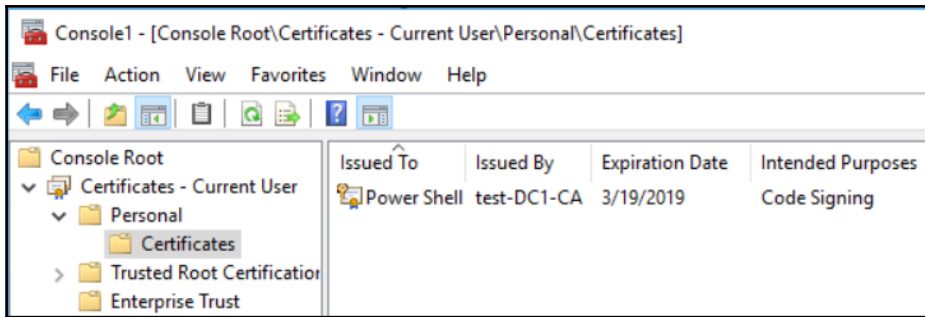 Console1 - [Console Root\Certificates - Current User\Personal\Certificates]
File Action View Favorites Window Help
Console Root
Certificates - Current User
Personal
Certificates
Trusted Root Certification
Enterprise Trust
Issued To Issued By Expiration Date Intended Purposes
Power Shell test-DC1-CA 3/19/2019 Code Signing